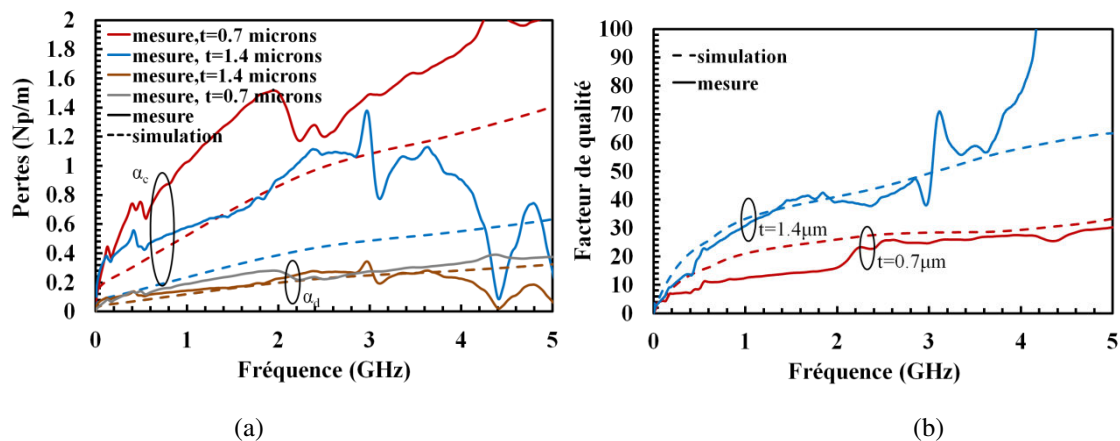 Pertes (Np/m)
2
1.8
1.6
1.4
1.2
1
0.8
0.6
0.4
0.2
0
mesure,t=0.7 microns
mesure, t=1.4 microns
mesure,t=1.4 microns
mesure, t=0.7 microns
mesure
simulation
αc
αd
0 1 2 3 4 5
Fréquence (GHz)
(a)
Facteur de qualité
100
90
80
70
60
50
40
30
20
10
0
simulation
mesure
t=1.4μm
t=0.7μm
0 1 2 3 4 5
Fréquence (GHz)
(b)